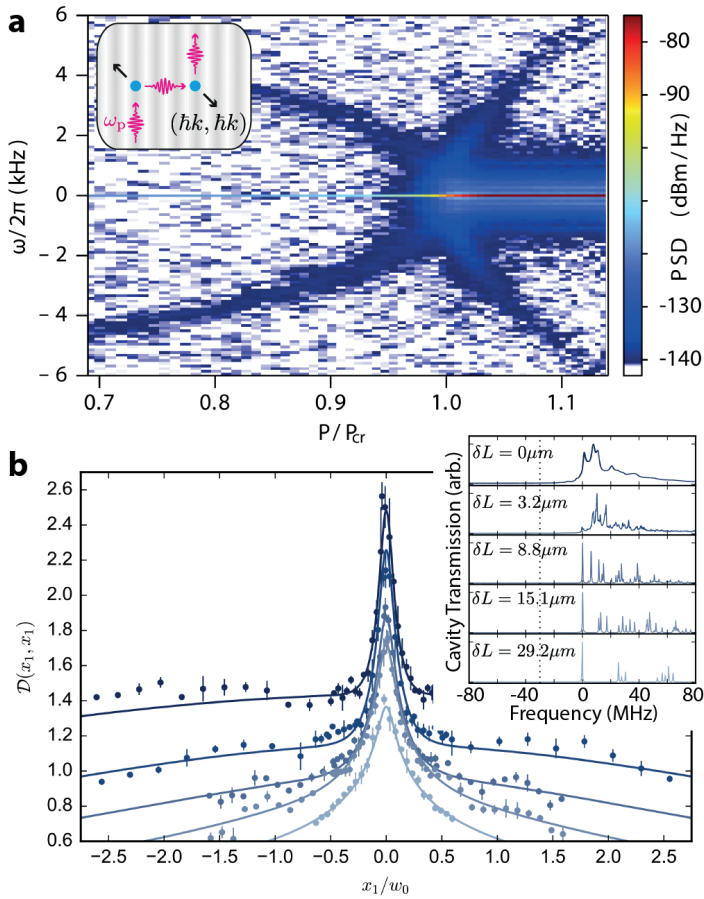 a
6
4
2
0
− 2
− 4
− 6
ω/ 2π (kHz)
ωp
(ħk, ħk)
0.7
0.8
0.9
1.0
1.1
P / Pcr
-80
-90
-110
-130
-140
PSD (dBm / Hz)
b
2.6
2.4
2.2
2.0
1.8
1.6
1.4
1.2
1.0
0.8
0.6
𝒟(x₁, x₁)
−2.5 −2.0 −1.5 −1.0 −0.5 0.0 0.5 1.0 1.5 2.0 2.5
x₁/w₀
Cavity Transmission (arb.)
δL = 0μm
δL = 3.2μm
δL = 8.8μm
δL = 15.1μm
δL = 29.2μm
-80 -40 0 40 80
Frequency (MHz)